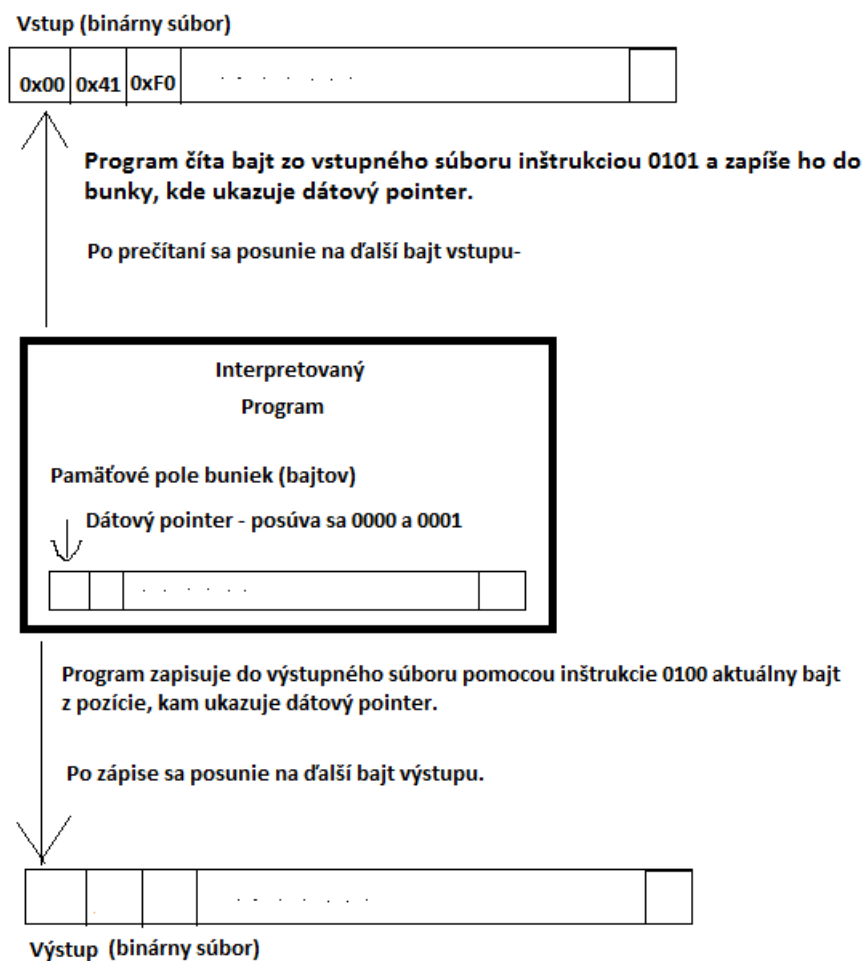 Vstup (binárny súbor)
0x00 0x41 0xF0
Program číta bajt zo vstupného súboru inštrukciou 0101 a zapíše ho do
bunky, kde ukazuje dátový pointer.
Po prečítaní sa posunie na ďalší bajt vstupu-
Interpretovaný
Program
Pamäťové pole buniek (bajtov)
Dátový pointer - posúva sa 0000 a 0001
Program zapisuje do výstupného súboru pomocou inštrukcie 0100 aktuálny bajt
z pozície, kam ukazuje dátový pointer.
Po zápise sa posunie na ďalší bajt výstupu.
Výstup (binárny súbor)